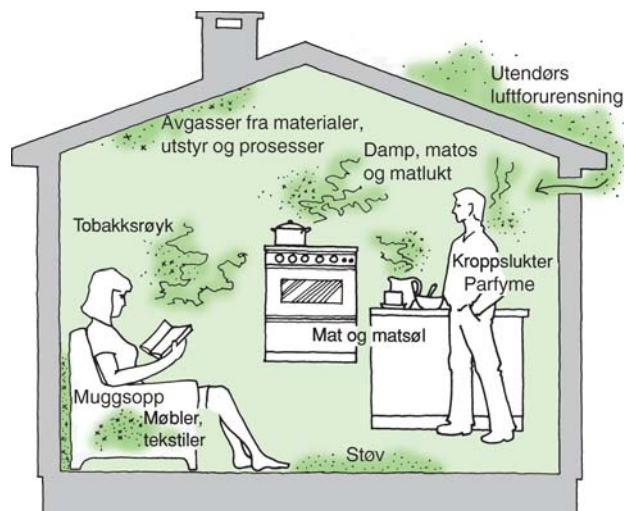 Utendørs
luftforurensning
Avgasser fra materialer,
utstyr og prosesser
Damp, matos
og matlukt
Tobakksrøyk
Kroppslukter
Parfyme
Mat og matsøl
Muggsopp
Møbler,
tekstiler
Støv